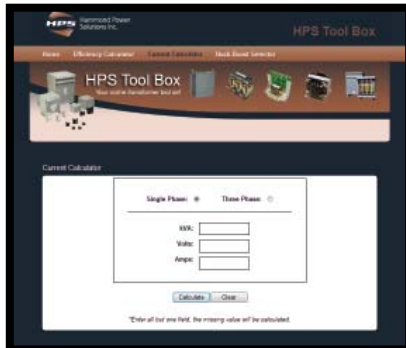 HPS Hammond Power Solutions Inc.
HPS Tool Box
Home Efficiency Calculator Current Calculator Buck Boost Selector
HPS Tool Box
Your online transformer tool set!
Current Calculator
Single Phase: Three Phase:
kVA:
Volts:
Amps:
Calculate Clear
*Enter all but one field, the missing value will be calculated.